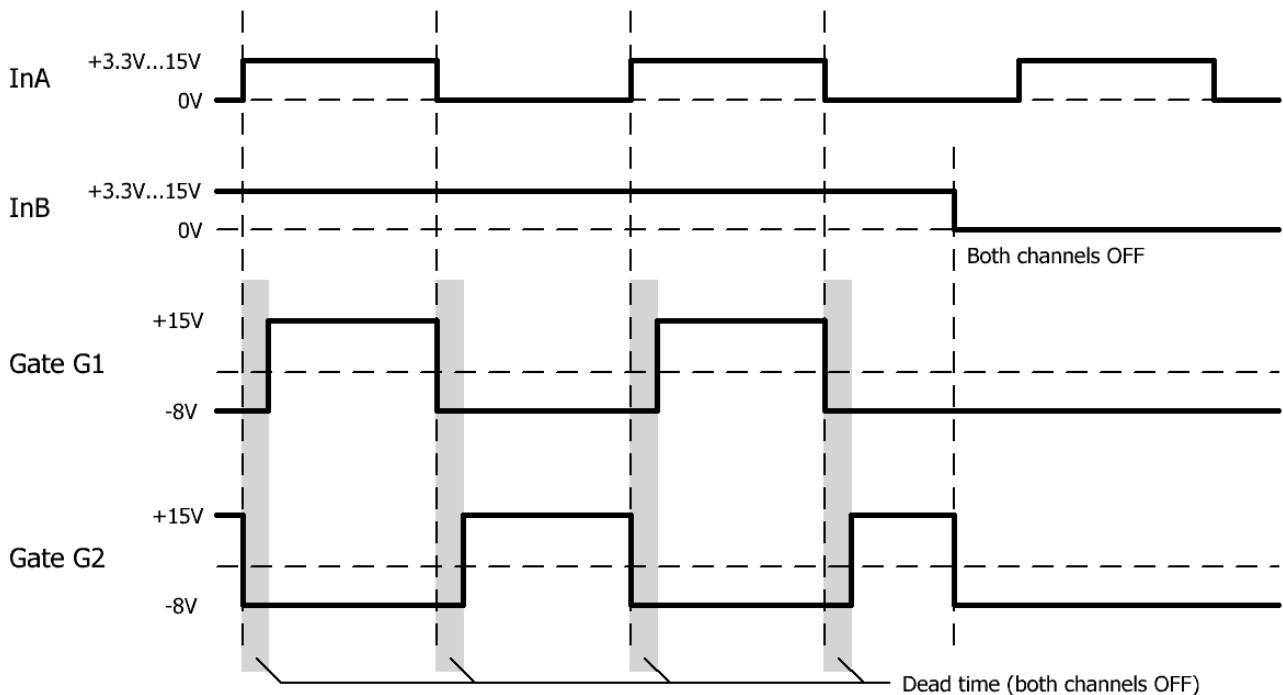 +3.3V...15V
InA
0V
+3.3V...15V
InB
0V
Both channels OFF
+15V
Gate G1
-8V
+15V
Gate G2
-8V
Dead time (both channels OFF)